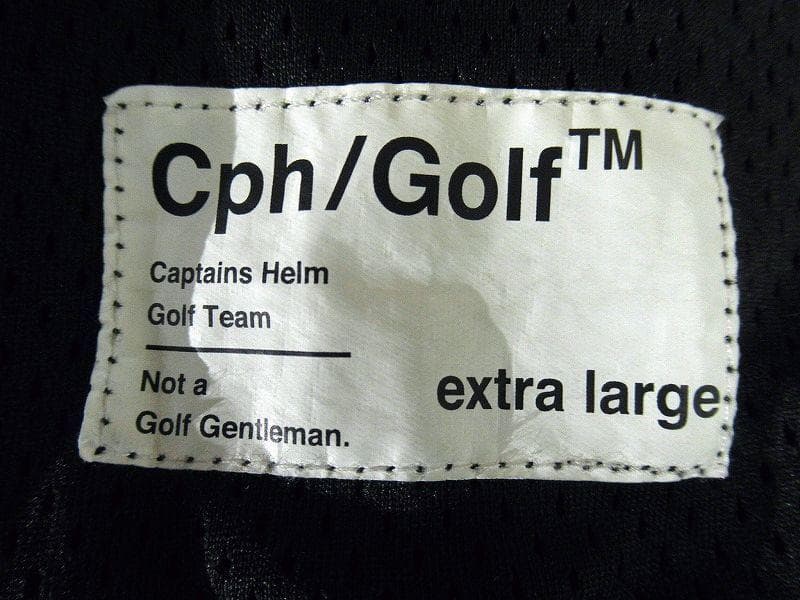 Cph/Golf™
Captains Helm
Golf Team
Not a
Golf Gentleman.
extra large